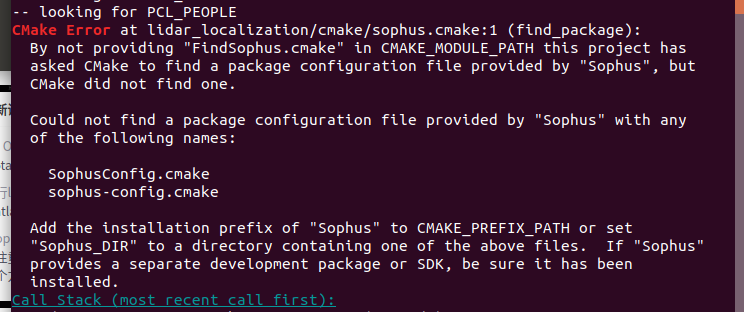 -- looking for PCL_PEOPLE
CMake Error at lidar_localization/cmake/sophus.cmake:1 (find_package):
By not providing "FindSophus.cmake" in CMAKE_MODULE_PATH this project has
asked CMake to find a package configuration file provided by "Sophus", but
CMake did not find one.
Could not find a package configuration file provided by "Sophus" with any
of the following names:
SophusConfig.cmake
sophus-config.cmake
Add the installation prefix of "Sophus" to CMAKE_PREFIX_PATH or set
"Sophus_DIR" to a directory containing one of the above files.  If "Sophus"
provides a separate development package or SDK, be sure it has been
installed.
Call Stack (most recent call first):